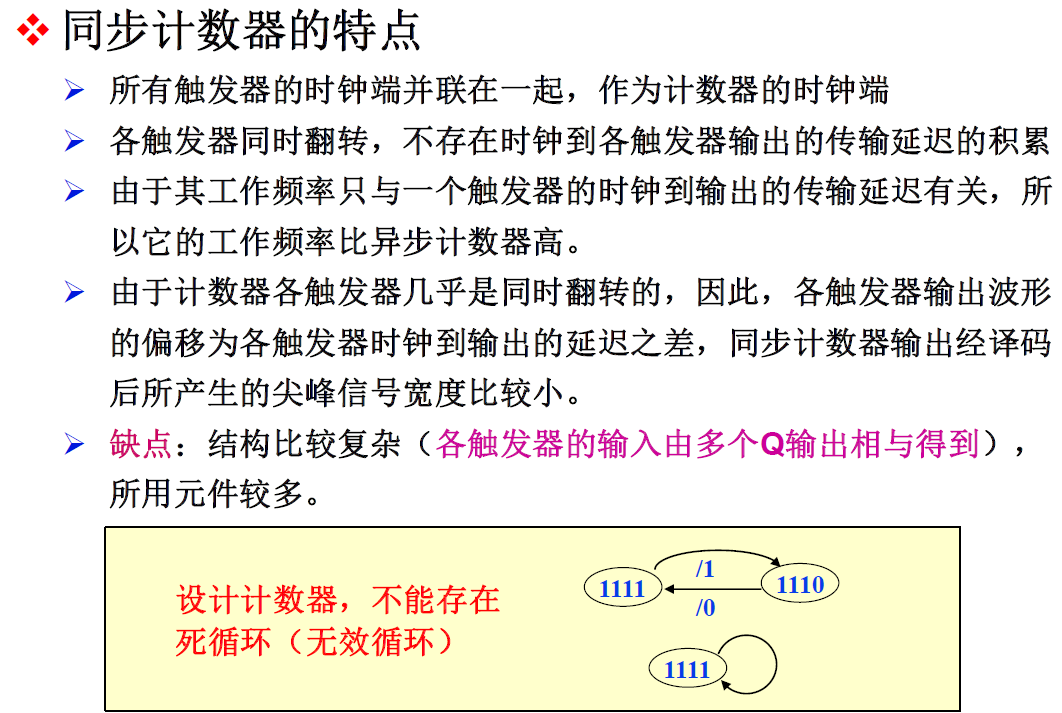 同步计数器的特点
所有触发器的时钟端并联在一起，作为计数器的时钟端
各触发器同时翻转，不存在时钟到各触发器输出的传输延迟的积累
由于其工作频率只与一个触发器的时钟到输出的传输延迟有关，所
以它的工作频率比异步计数器高。
由于计数器各触发器几乎是同时翻转的，因此，各触发器输出波形
的偏移为各触发器时钟到输出的延迟之差，同步计数器输出经译码
后所产生的尖峰信号宽度比较小。
缺点：结构比较复杂（各触发器的输入由多个Q输出相与得到），
所用元件较多。
设计计数器，不能存在
死循环（无效循环）
/1
1111
1110
/0
1111